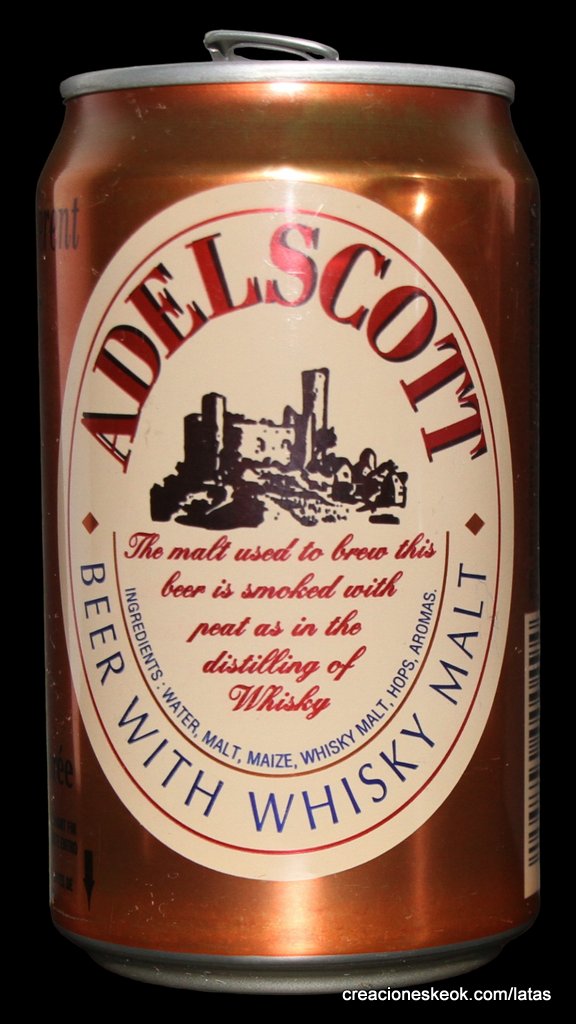 ADELSCOTT
The malt used to brew this
beer is smoked with
peat as in the
distilling of
Whisky
INGREDIENTS : WATER, MALT, MAIZE, WHISKY MALT, HOPS, AROMAS.
BEER WITH WHISKY MALT
creacioneskeok.com/latas